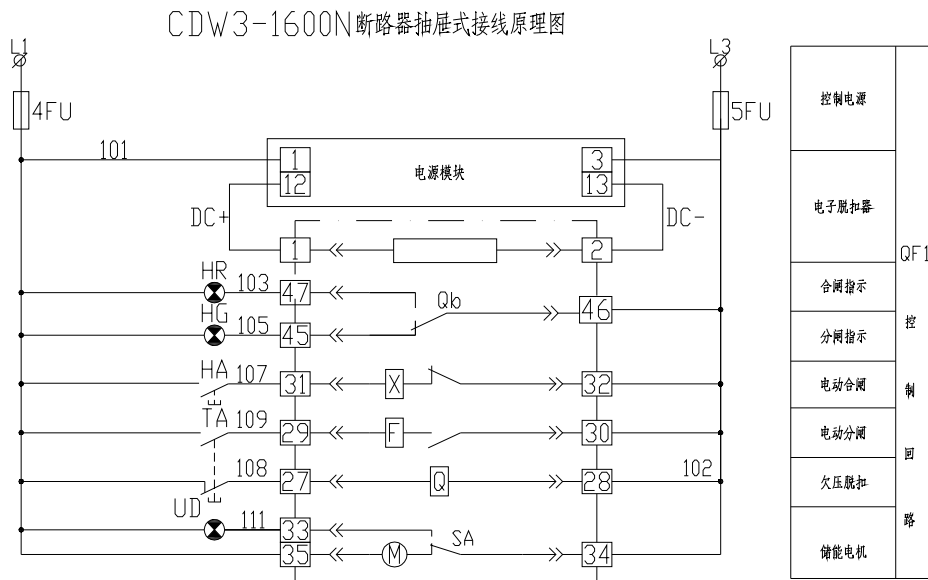 CDW3-1600N断路器抽屉式接线原理图
L1
L3
4FU
5FU
101
1
电源模块
3
12
13
DC+
DC-
1
2
HR
103
47
Qb
46
HG
105
45
HA
107
31
X
32
TA
109
29
F
30
108
27
Q
28
102
UD
111
33
SA
35
M
34
控制电源
电子脱扣器
合闸指示
分闸指示
电动合闸
电动分闸
欠压脱扣
储能电机
QF1
控
制
回
路